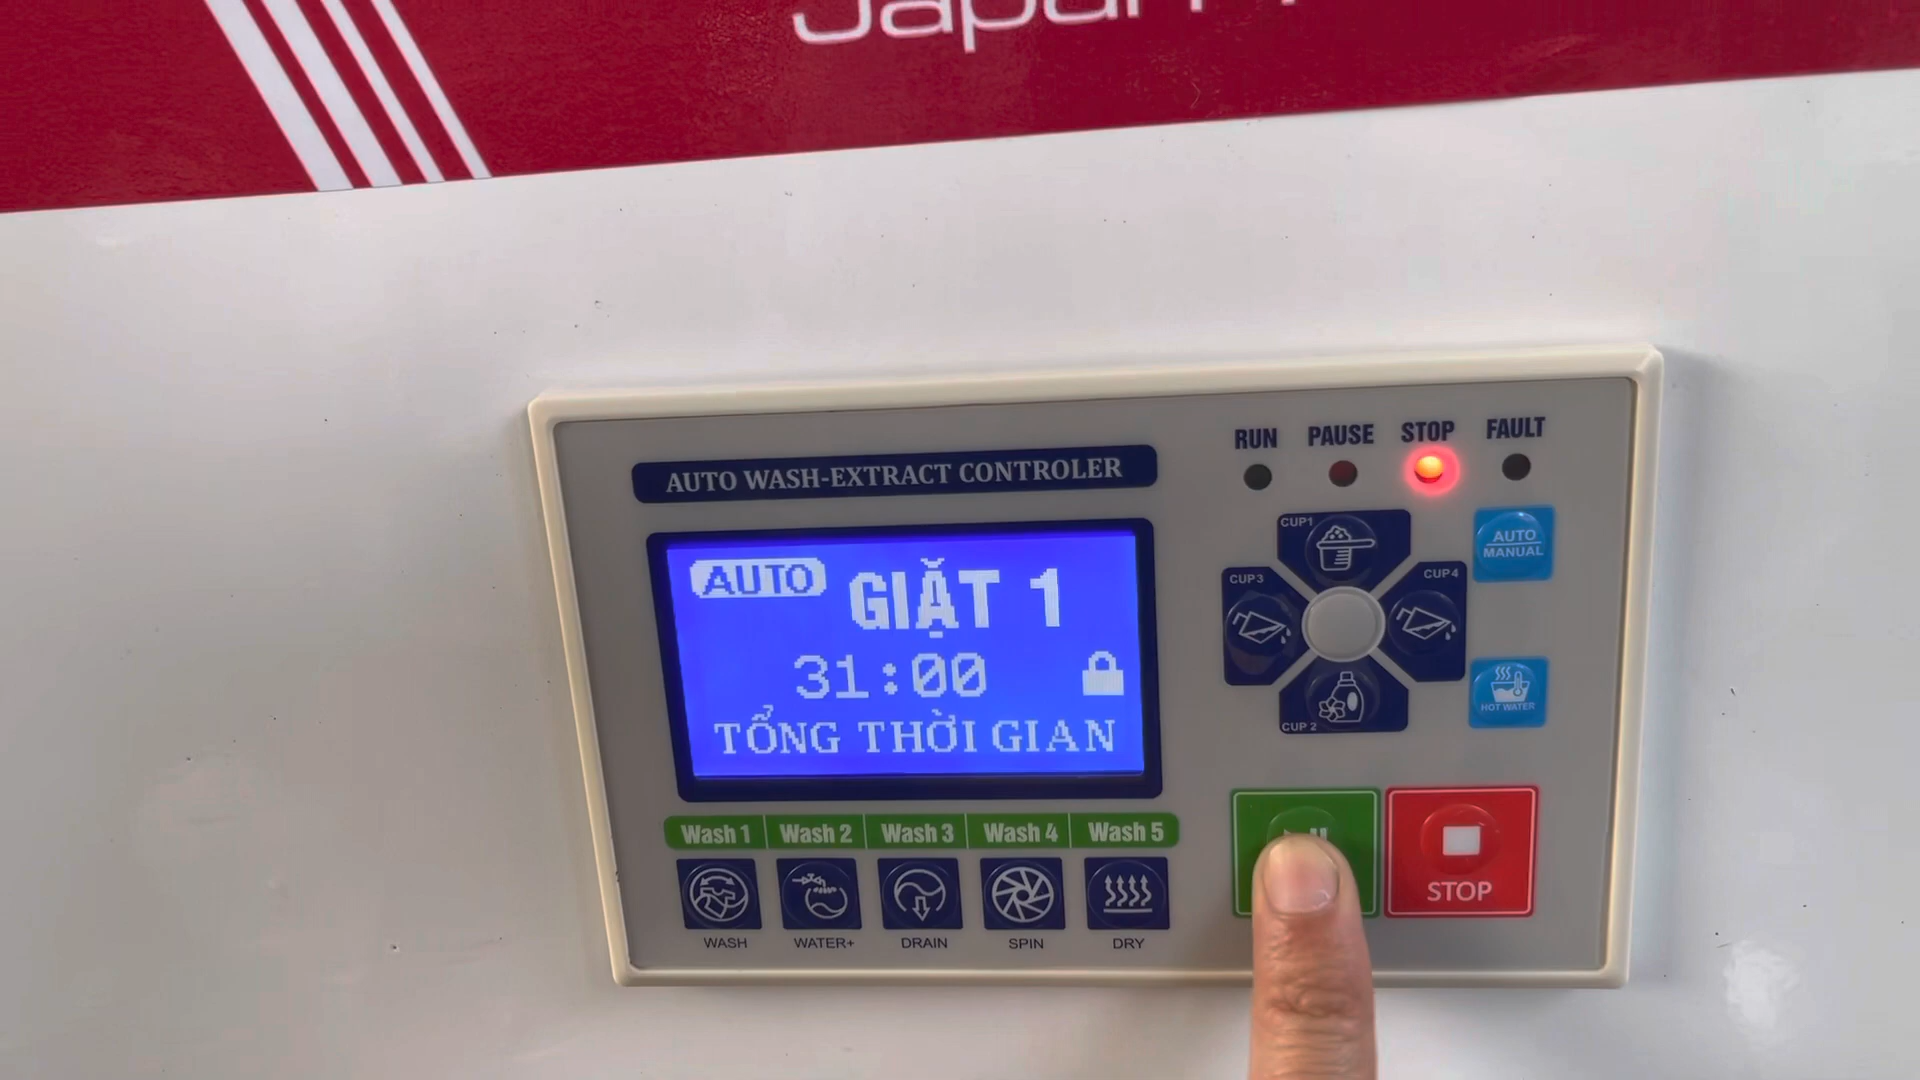 Japan
RUN PAUSE STOP FAULT
AUTO WASH-EXTRACT CONTROLER
AUTO GIẶT 1
31:00
TỔNG THỜI GIAN
CUP1
CUP3
CUP4
CUP 2
AUTO
MANUAL
HOT WATER
Wash 1 Wash 2 Wash 3 Wash 4 Wash 5
WASH WATER+ DRAIN SPIN DRY
STOP